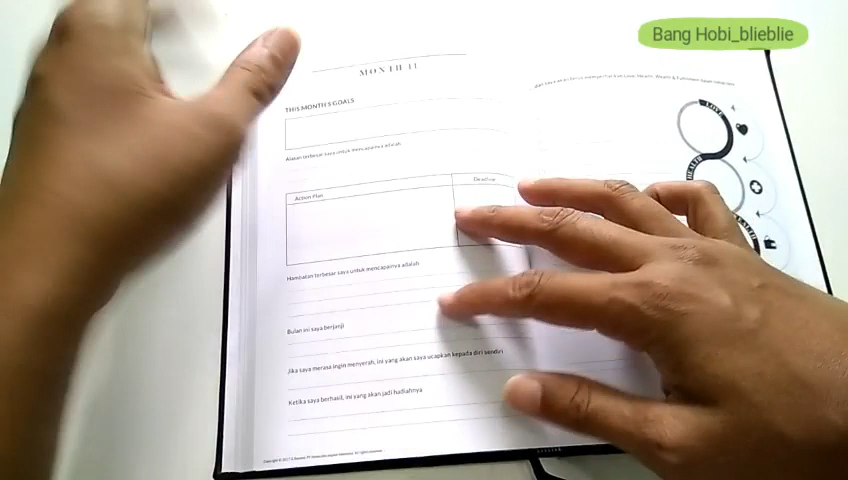 Bang Hobi_blieblie
MONTH 11
THIS MONTH'S GOALS
Alasan terbesar saya untuk mencapainya adalah
Action Plan
Deadline
Hambatan terbesar saya untuk mencapainya adalah
Bulan ini saya berjanji
Jika saya merasa ingin menyerah, ini yang akan saya ucapkan kepada diri sendiri
Ketika saya berhasil, ini yang akan jadi hadiahnya
LOVE
HEALTH
WEALTH